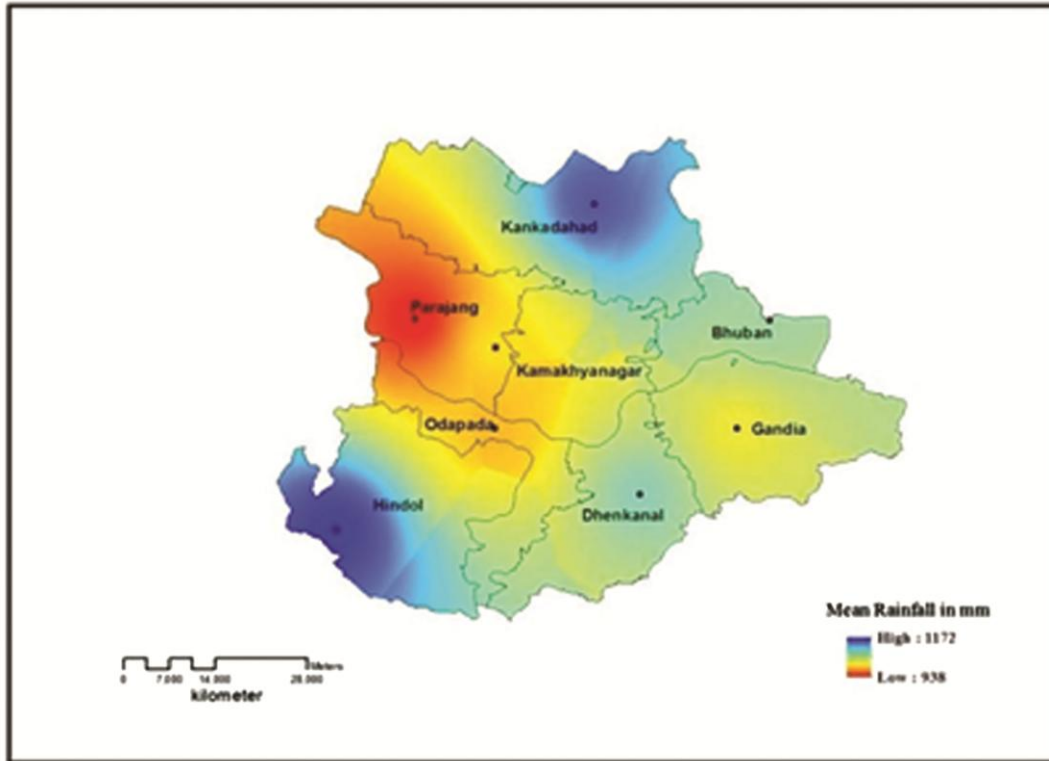 Kankadahad
Parajang
Bhuban
Kamakhyanagar
Odapada
Gandia
Hindol
Dhenkanal
Mean Rainfall in mm
High : 1172
Low : 938
Meters
0 7,000 14,000 28,000
kilometer